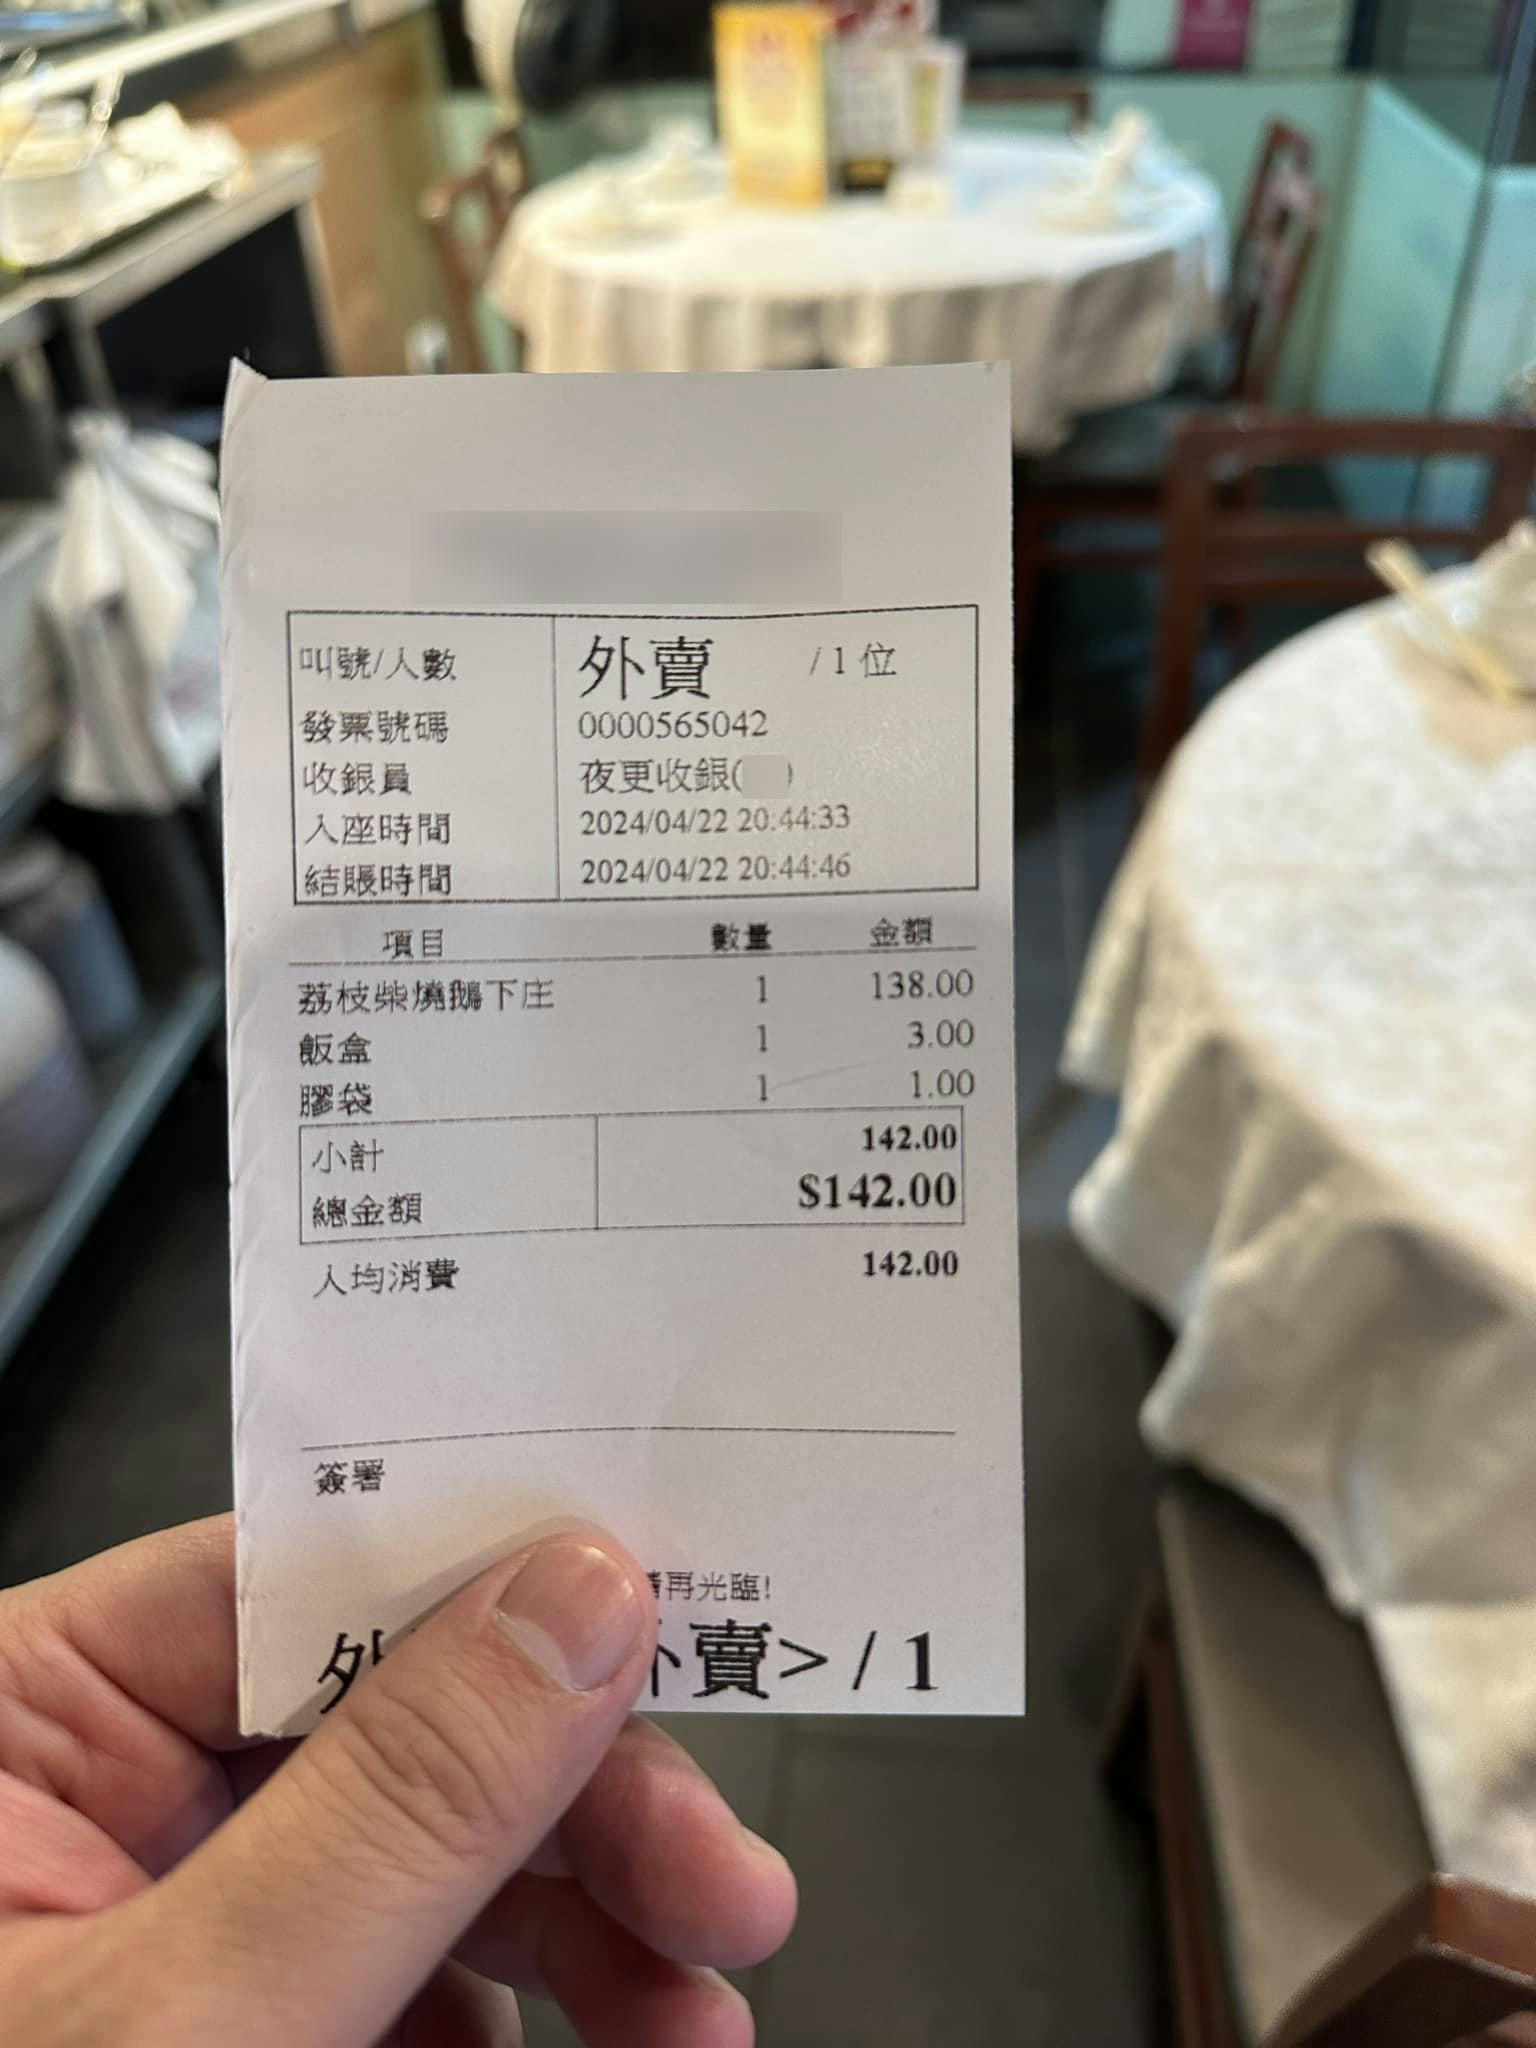 叫號/人數 外賣 / 1 位
發票號碼 0000565042
收銀員 夜更收銀( )
入座時間 2024/04/22 20:44:33
結賬時間 2024/04/22 20:44:46
項目 數量 金額
荔枝柴燒鵝下庄 1 138.00
飯盒 1 3.00
膠袋 1 1.00
小計 142.00
總金額 $142.00
人均消費 142.00
簽署
請再光臨!
外 賣> / 1